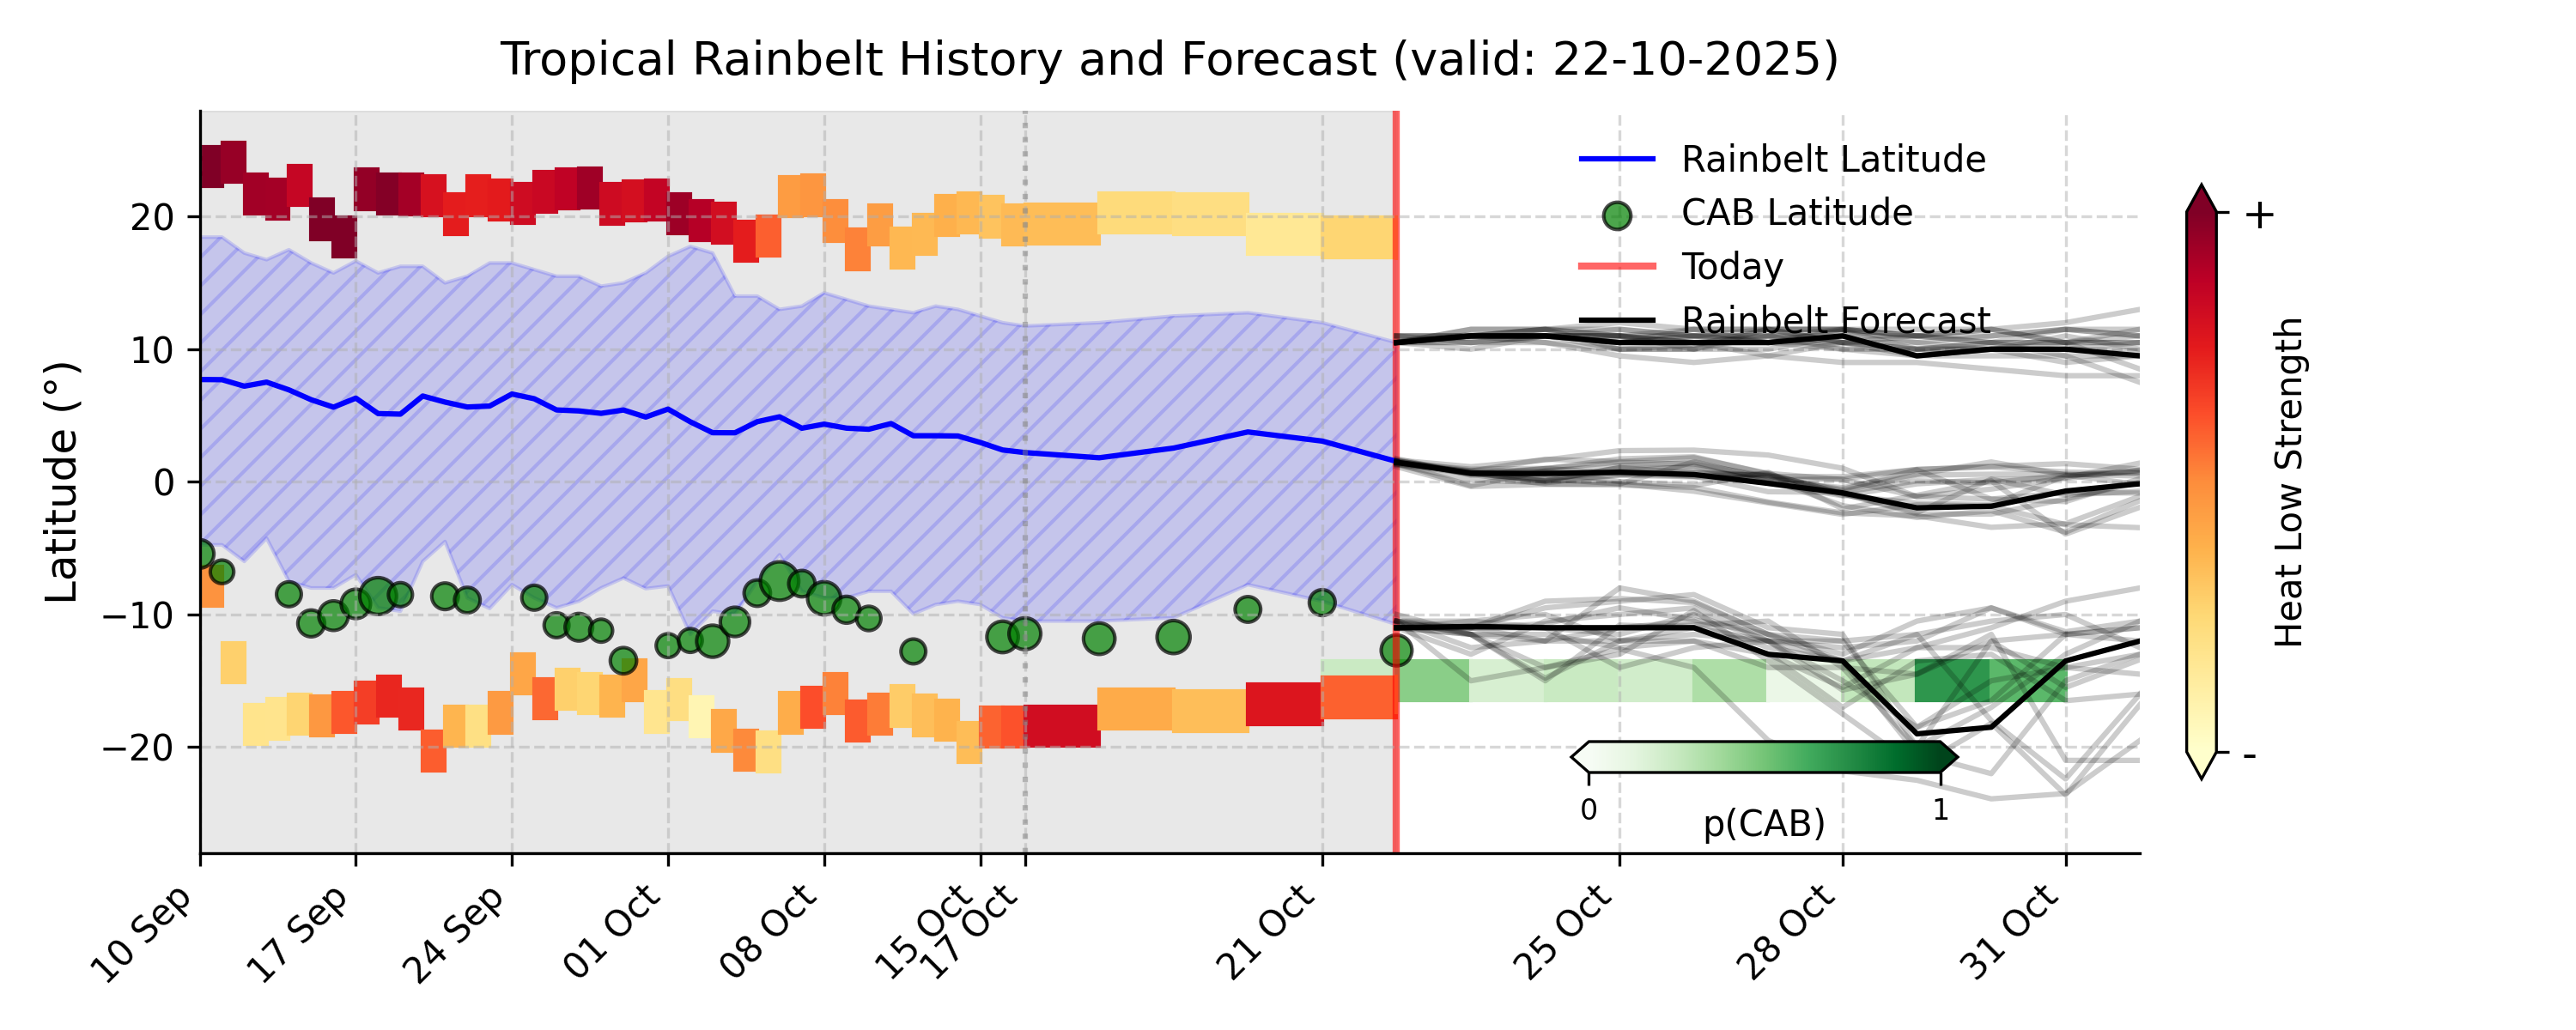 Tropical Rainbelt History and Forecast (valid: 22-10-2025)
Latitude (°)
20
10
0
−10
−20
10 Sep
17 Sep
24 Sep
01 Oct
08 Oct
15 Oct
17 Oct
21 Oct
25 Oct
28 Oct
31 Oct
Rainbelt Latitude
CAB Latitude
Today
Rainbelt Forecast
0
1
p(CAB)
+
-
Heat Low Strength